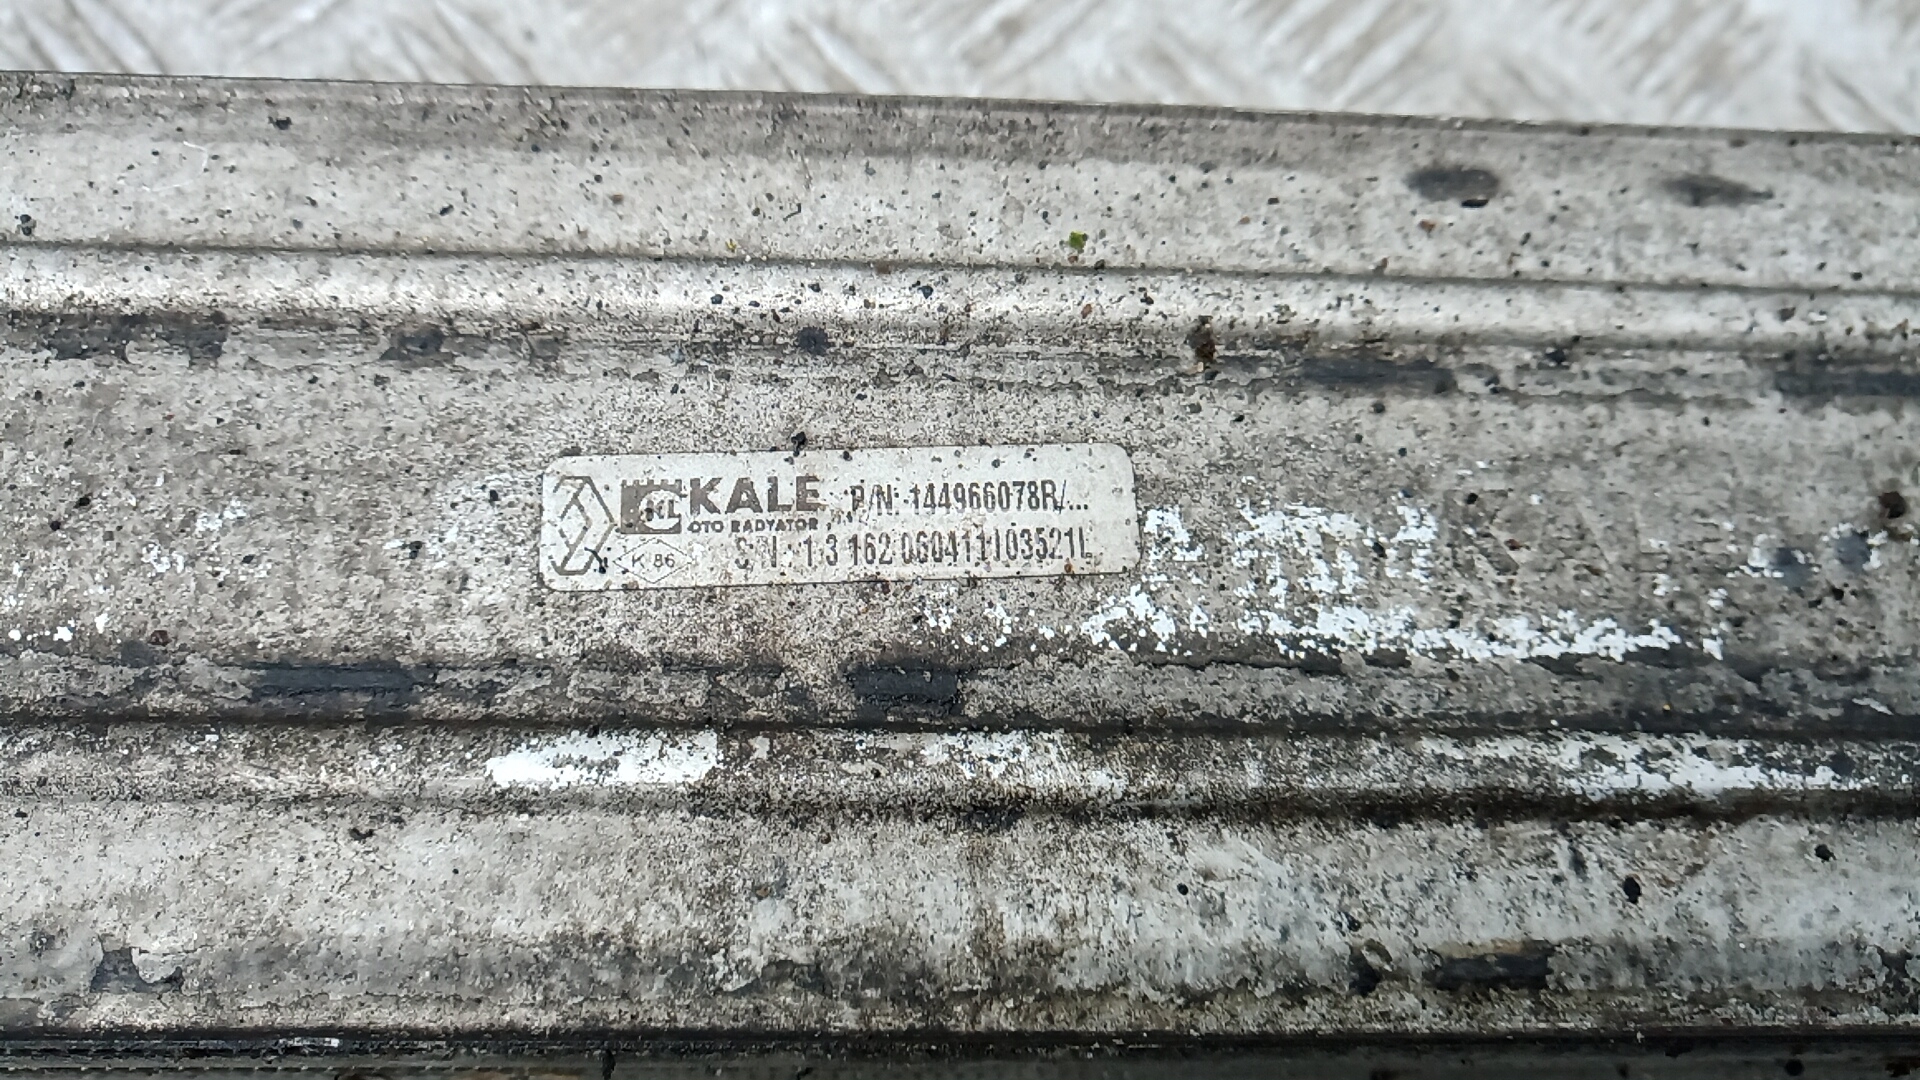 KALE P/N: 144966078R/...
OTO RADYATOR
K 86 S/N: 13 162 060411103521L